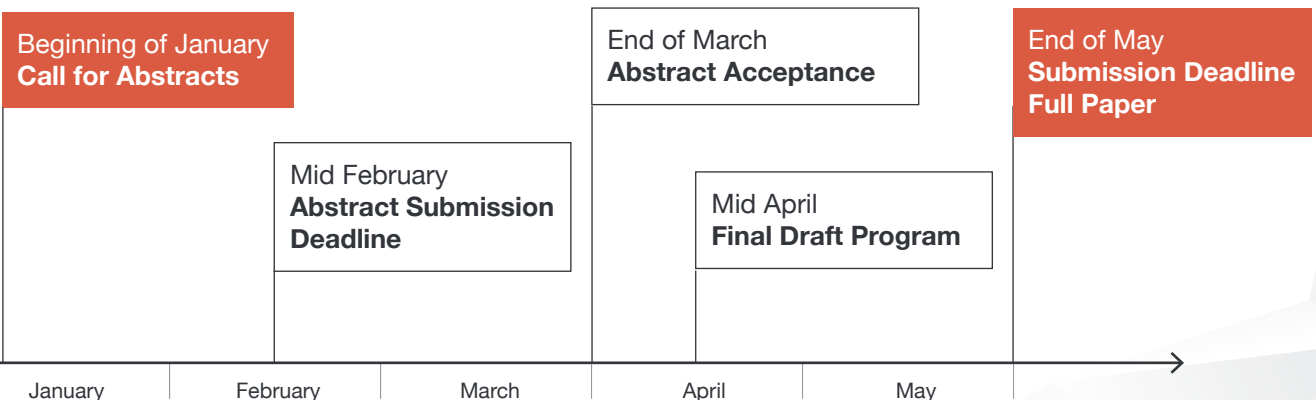 Beginning of January
Call for Abstracts
Mid February
Abstract Submission
Deadline
End of March
Abstract Acceptance
Mid April
Final Draft Program
End of May
Submission Deadline
Full Paper
January
February
March
April
May